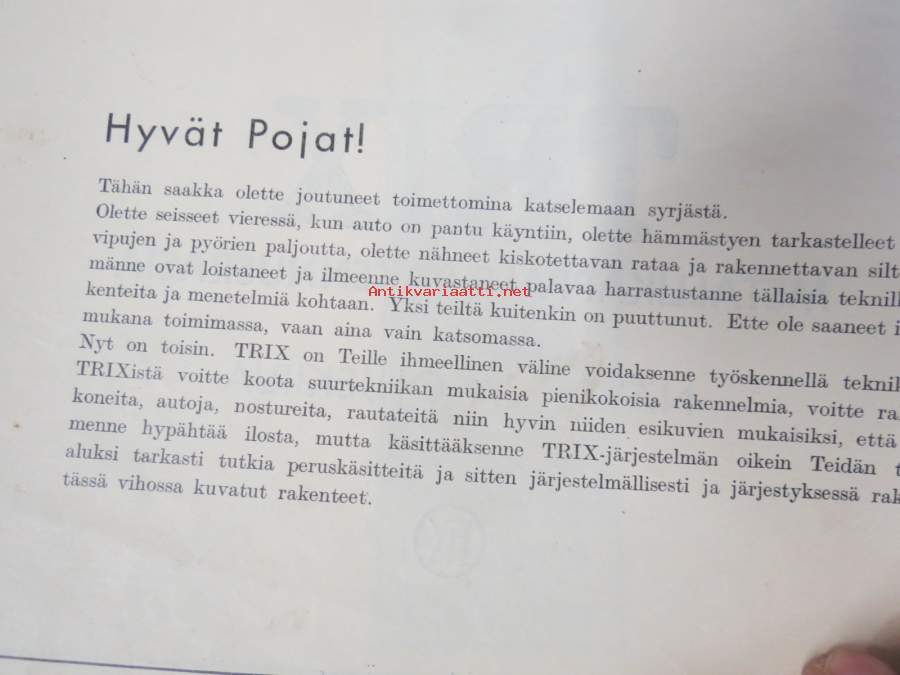 Hyvät Pojat!
Tähän saakka olette joutuneet toimettomina katselemaan syrjästä.
Olette seisseet vieressä, kun auto on pantu käyntiin, olette hämmästyen tarkastelleet
vipujen ja pyörien paljoutta, olette nähneet kiskotettavan rataa ja rakennettavan silt
männe ovat loistaneet ja ilmeenne kuvastaneet palavaa harrastustanne tällaisia teknill
Antikvariaatti.net
kenteita ja menetelmiä kohtaan. Yksi teiltä kuitenkin on puuttunut. Ette ole saaneet i
mukana toimimassa, vaan aina vain katsomassa.
Nyt on toisin. TRIX on Teille ihmeellinen väline voidaksenne työskennellä teknik
TRIXistä voitte koota suurtekniikan mukaisia pienikokoisia rakennelmia, voitte ra
koneita, autoja, nostureita, rautateitä niin hyvin niiden esikuvien mukaisiksi, että
menne hypähtää ilosta, mutta käsittääksenne TRIX-järjestelmän oikein Teidän t
aluksi tarkasti tutkia peruskäsitteitä ja sitten järjestelmällisesti ja järjestyksessä rak
tässä vihossa kuvatut rakenteet.